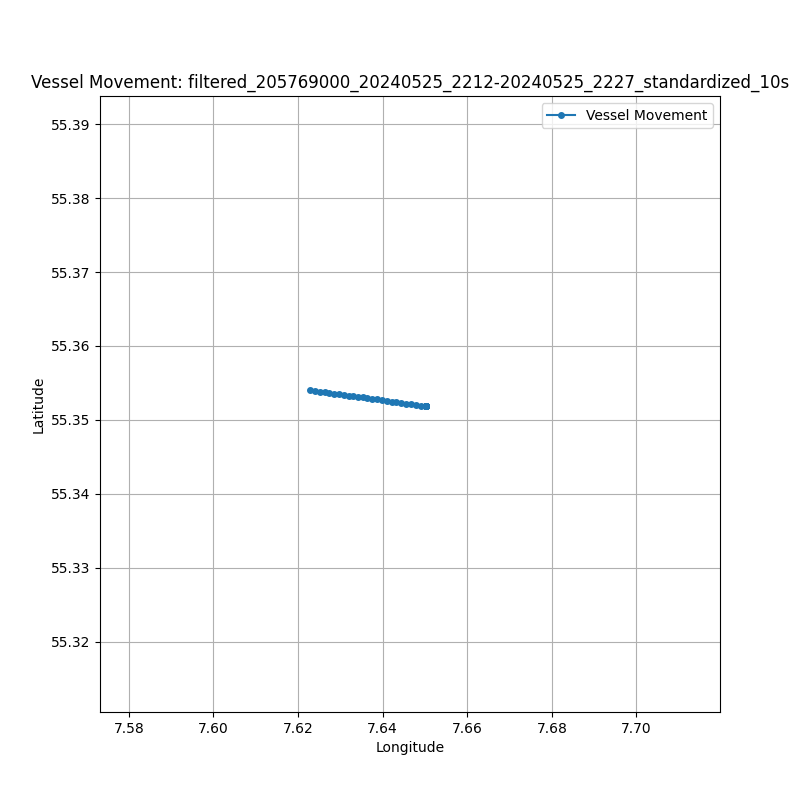 Vessel Movement: filtered_205769000_20240525_2212-20240525_2227_standardized_10s
Vessel Movement
55.39
55.38
55.37
55.36
55.35
55.34
55.33
55.32
Latitude
7.58 7.60 7.62 7.64 7.66 7.68 7.70
Longitude